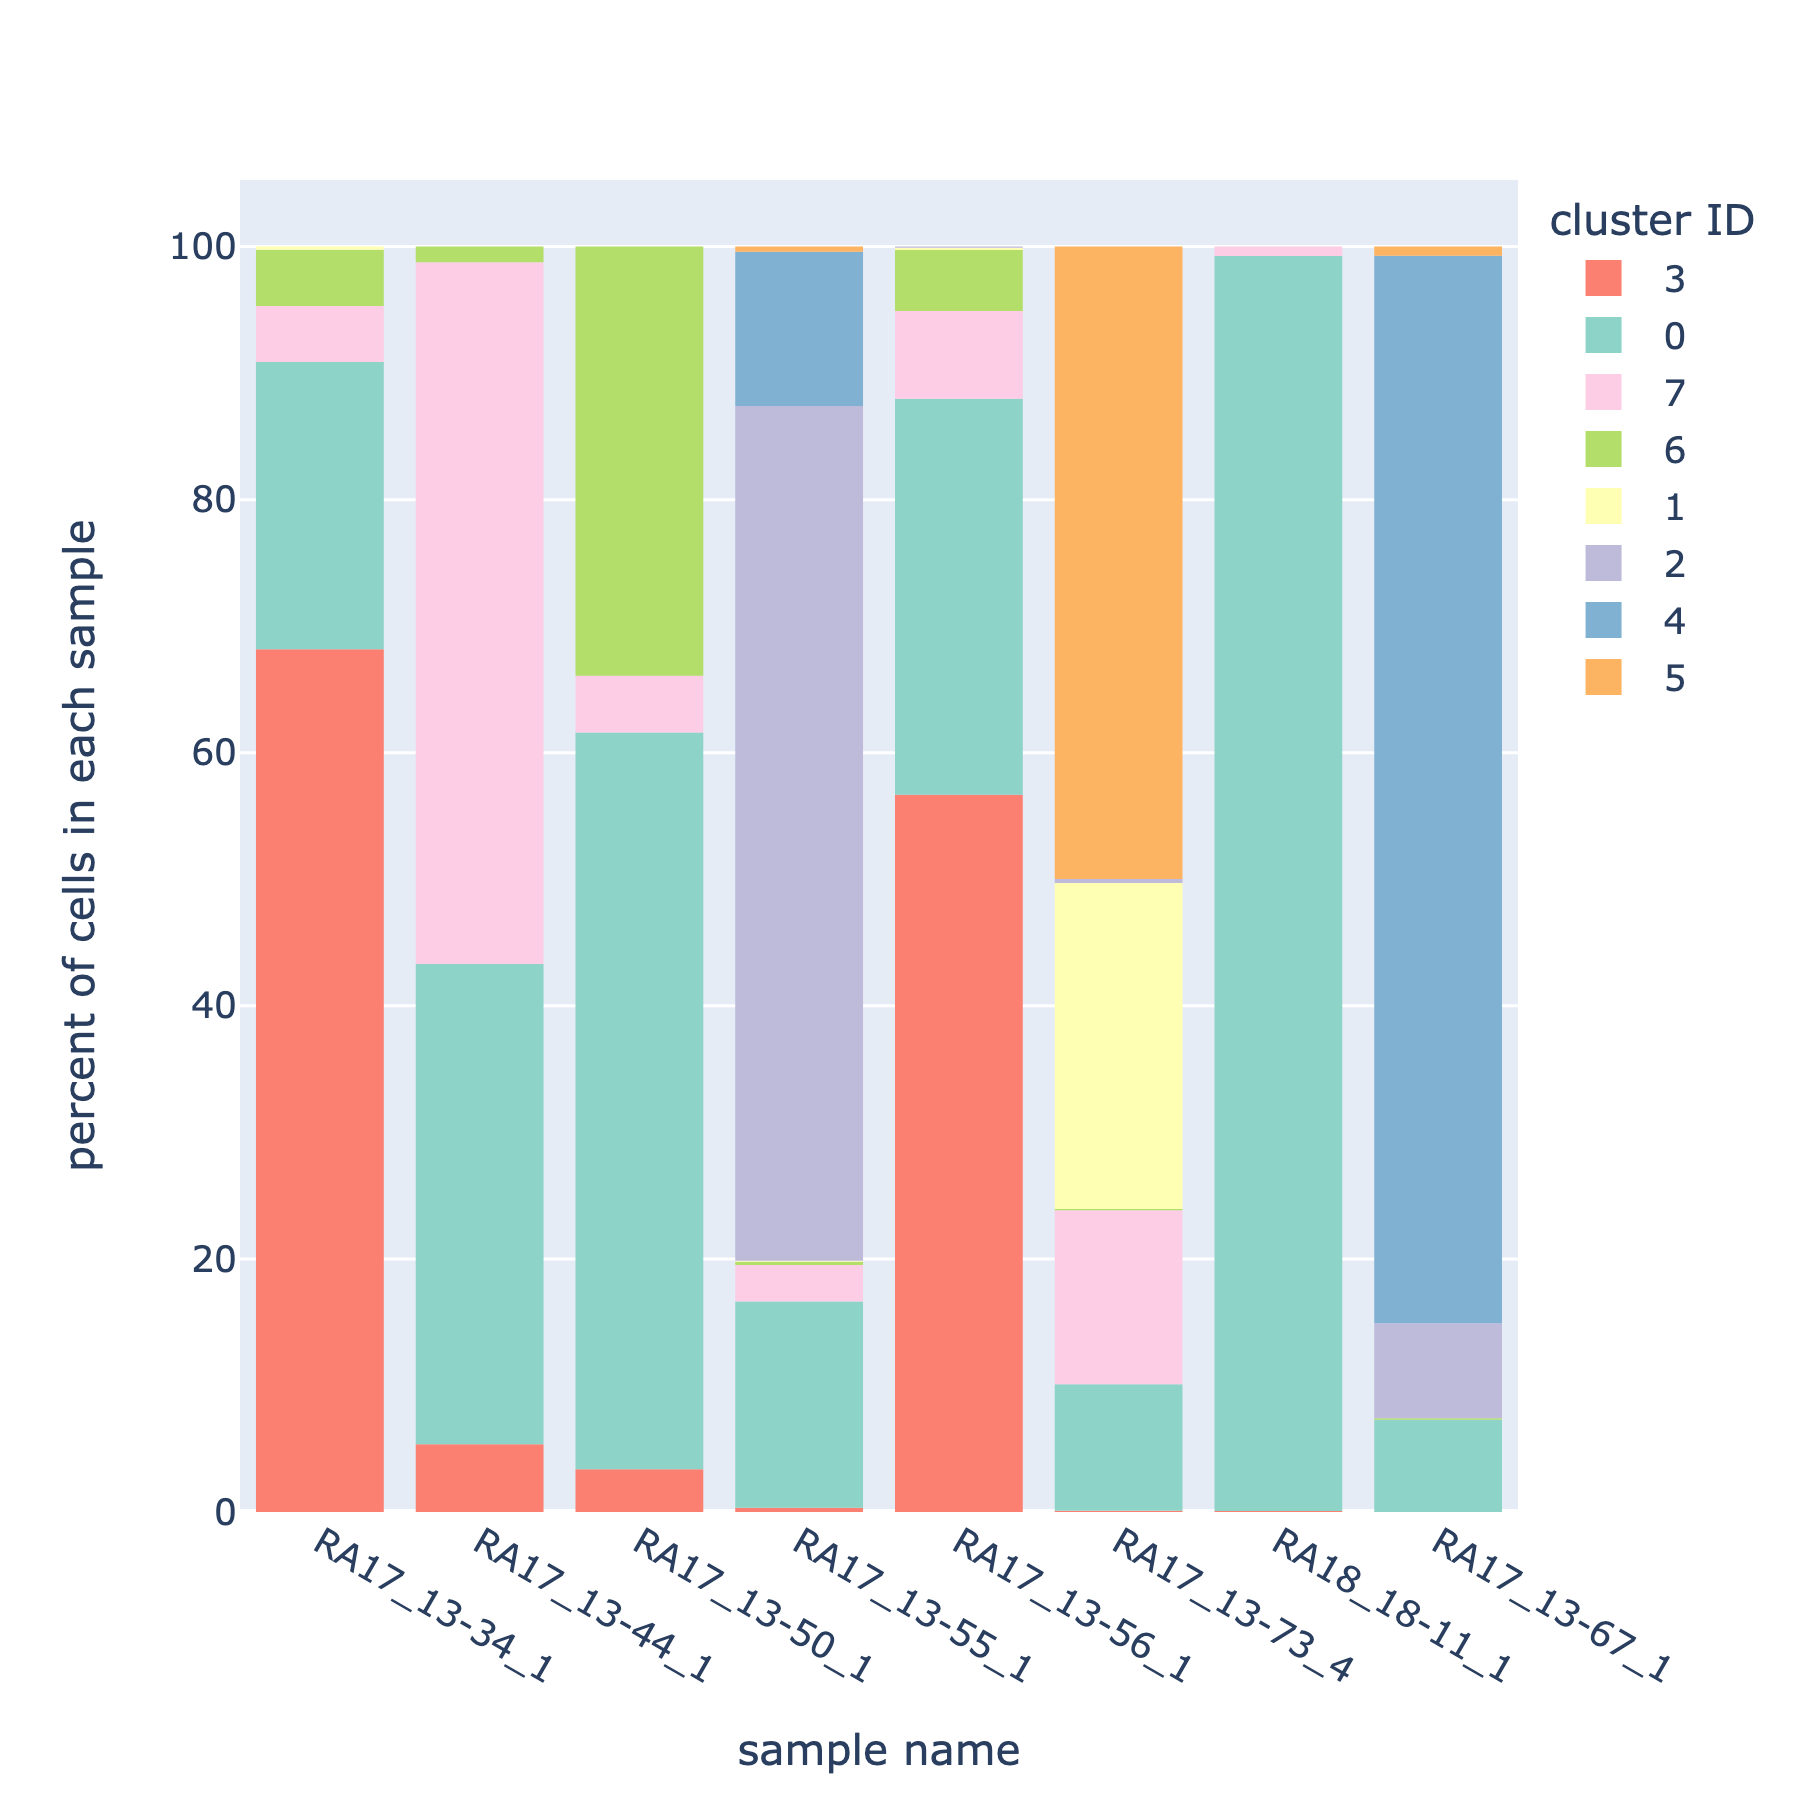 cluster ID
3
0
7
6
1
2
4
5
percent of cells in each sample
100
80
60
40
20
0
RA17_13-34_1
RA17_13-44_1
RA17_13-50_1
RA17_13-55_1
RA17_13-56_1
RA17_13-73_4
RA18_18-11_1
RA17_13-67_1
sample name